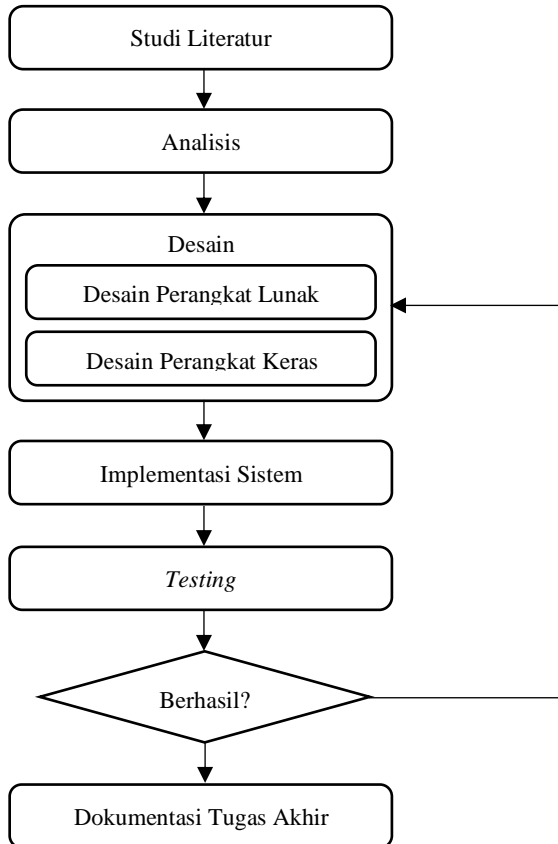 Studi Literatur
Analisis
Desain
Desain Perangkat Lunak
Desain Perangkat Keras
Implementasi Sistem
Testing
Berhasil?
Dokumentasi Tugas Akhir